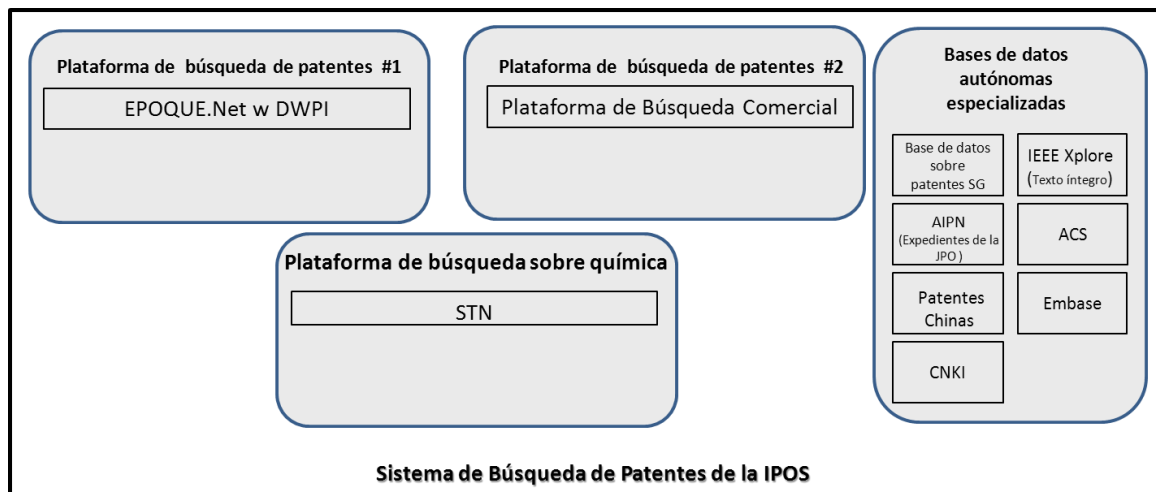 Plataforma de búsqueda de patentes #1
EPOQUE.Net w DWPI
Plataforma de búsqueda de patentes #2
Plataforma de Búsqueda Comercial
Plataforma de búsqueda sobre química
STN
Bases de datos
autónomas
especializadas
Base de datos
sobre
patentes SG
IEEE Xplore
(Texto íntegro)
AIPN
(Expedientes de la
JPO )
ACS
Patentes
Chinas
Embase
CNKI
Sistema de Búsqueda de Patentes de la IPOS